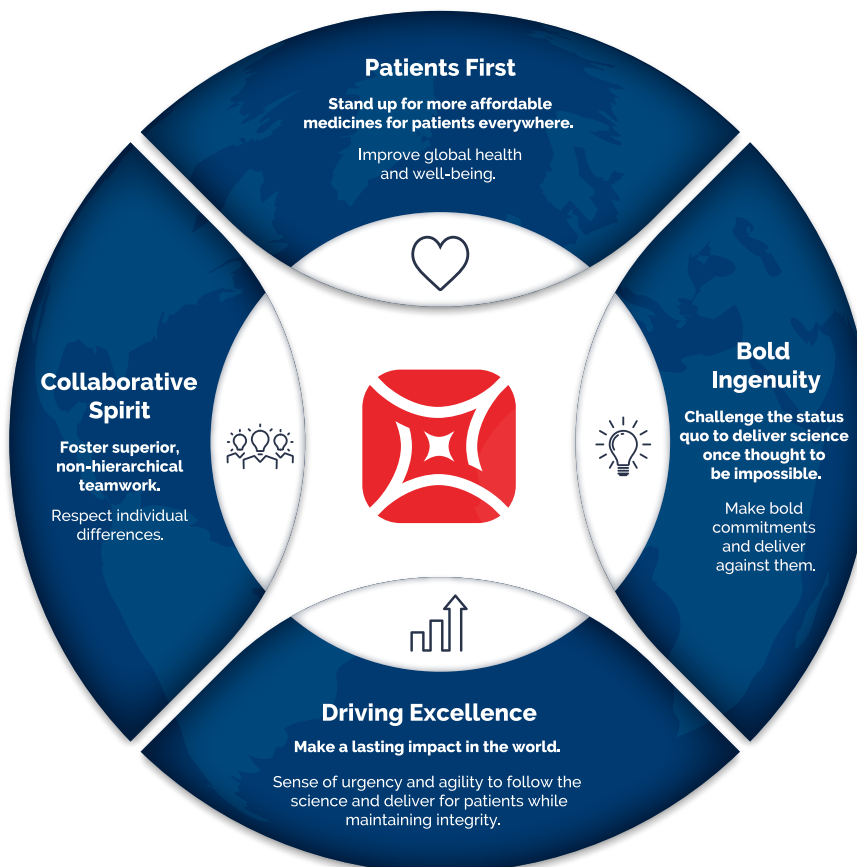 Patients First
Stand up for more affordable
medicines for patients everywhere.
Improve global health
and well-being.
Collaborative
Spirit
Foster superior,
non-hierarchical
teamwork.
Respect individual
differences.
Bold
Ingenuity
Challenge the status
quo to deliver science
once thought to
be impossible.
Make bold
commitments
and deliver
against them.
Driving Excellence
Make a lasting impact in the world.
Sense of urgency and agility to follow the
science and deliver for patients while
maintaining integrity.